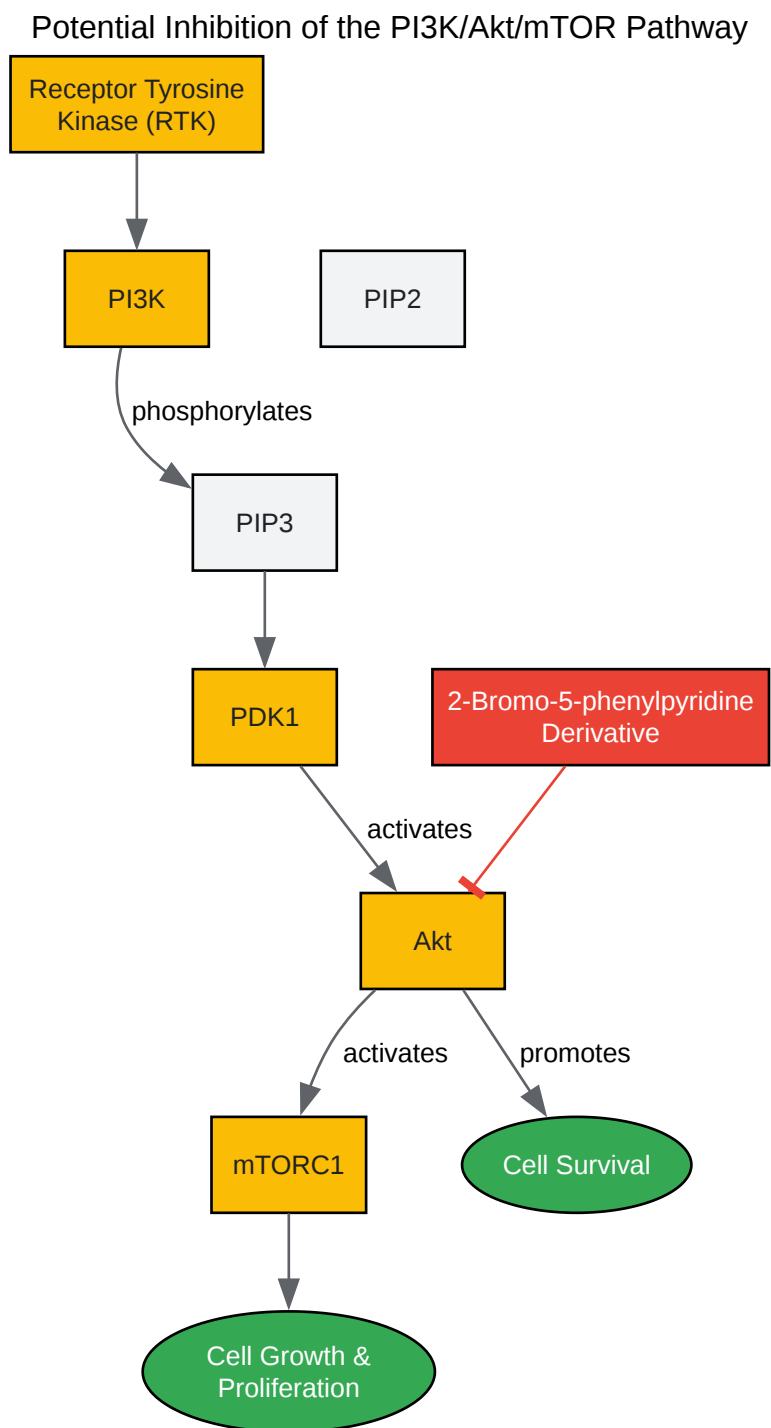 Potential Inhibition of the PI3K/Akt/mTOR Pathway
Receptor Tyrosine
Kinase (RTK)
PI3K
PIP2
phosphorylates
PIP3
PDK1
2-Bromo-5-phenylpyridine
Derivative
activates
Akt
activates
promotes
mTORC1
Cell Survival
Cell Growth &
Proliferation